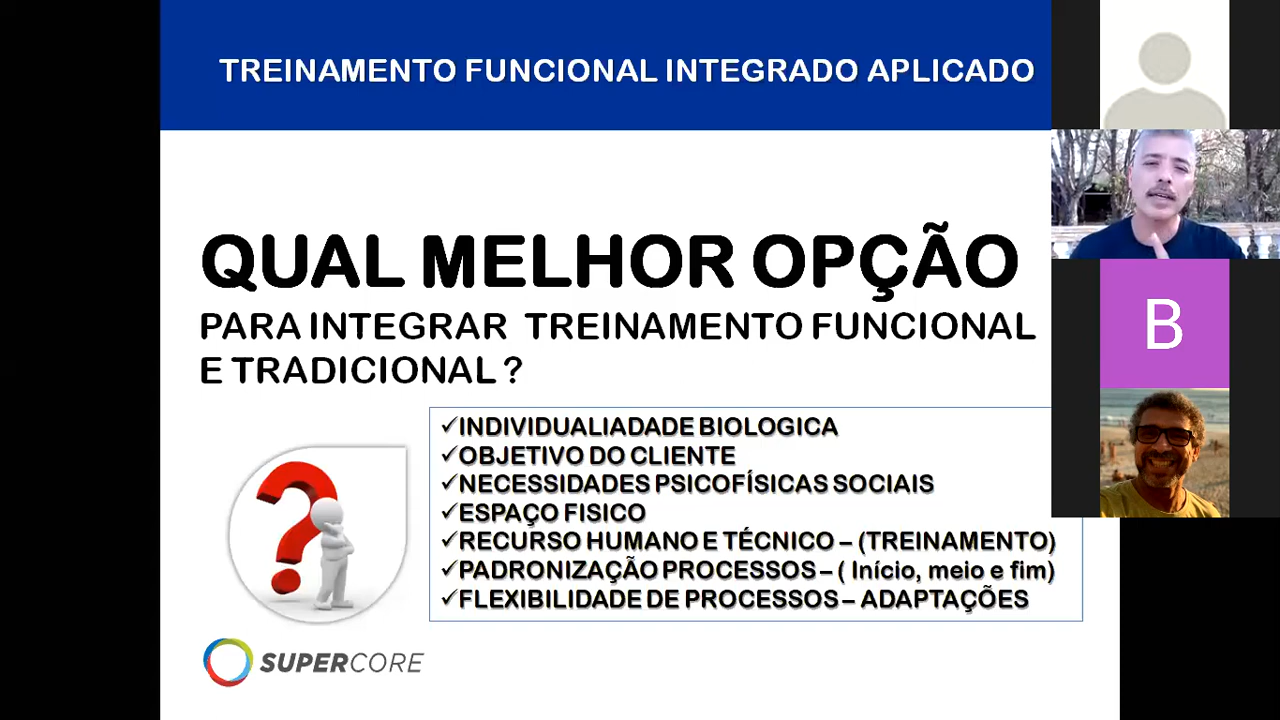 TREINAMENTO FUNCIONAL INTEGRADO APLICADO
QUAL MELHOR OPÇÃO
PARA INTEGRAR TREINAMENTO FUNCIONAL
E TRADICIONAL ?
✓INDIVIDUALIADADE BIOLOGICA
✓OBJETIVO DO CLIENTE
✓NECESSIDADES PSICOFÍSICAS SOCIAIS
✓ESPAÇO FISICO
✓RECURSO HUMANO E TÉCNICO – (TREINAMENTO)
✓PADRONIZAÇÃO PROCESSOS – ( Início, meio e fim)
✓FLEXIBILIDADE DE PROCESSOS – ADAPTAÇÕES
SUPERCORE
B